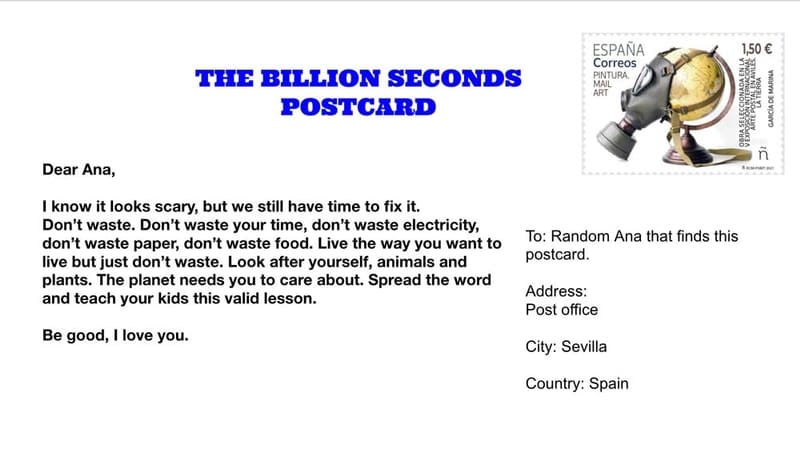 THE BILLION SECONDS
POSTCARD
ESPAÑA
Correos
PINTURA.
MAIL
ART
1,50 €
OBRA SELECCIONADA EN LA
V EXPOSICIÓN INTERNACIONAL
ARTE POSTAL EN AVILÉS.
LA TIERRA
GARCÍA DE MARINA
ñ
Dear Ana,
I know it looks scary, but we still have time to fix it.
Don’t waste. Don’t waste your time, don’t waste electricity,
don’t waste paper, don’t waste food. Live the way you want to
live but just don’t waste. Look after yourself, animals and
plants. The planet needs you to care about. Spread the word
and teach your kids this valid lesson.
Be good, I love you.
To: Random Ana that finds this
postcard.
Address:
Post office
City: Sevilla
Country: Spain